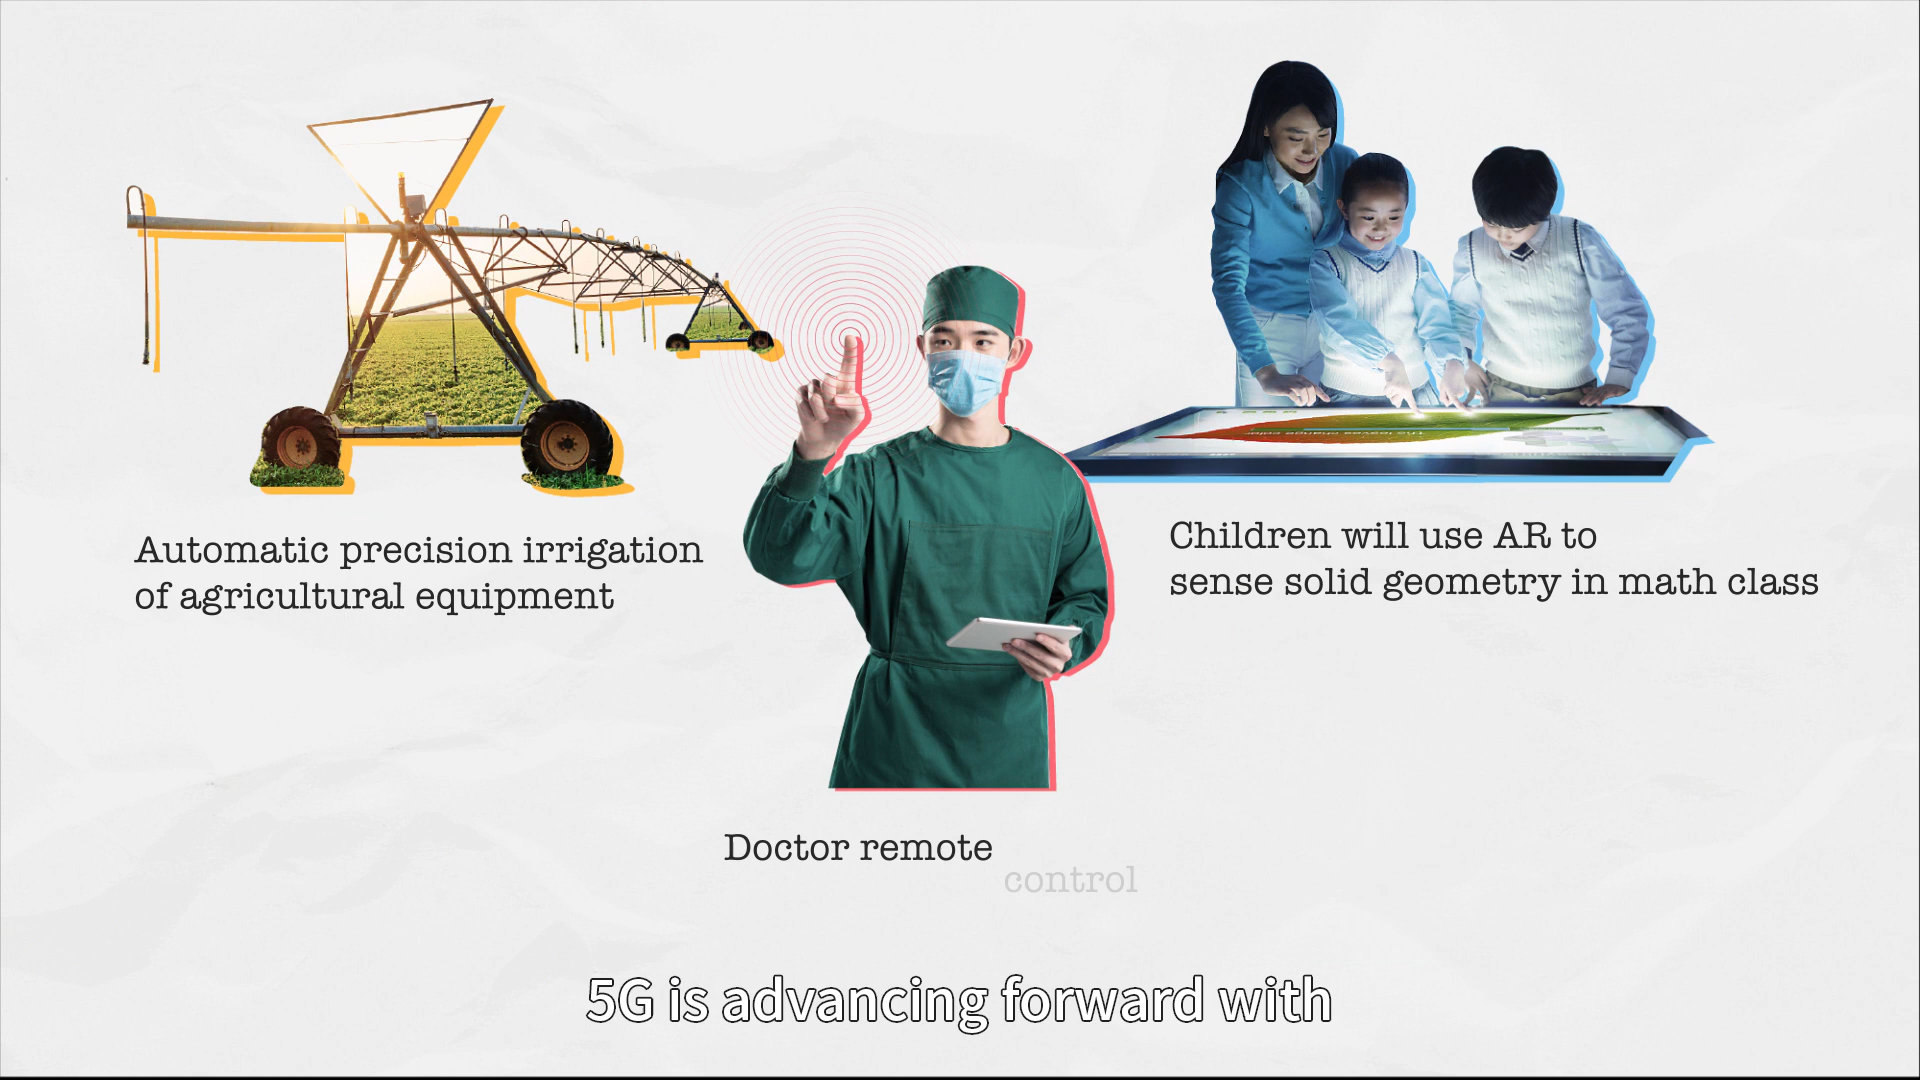 Automatic precision irrigation
of agricultural equipment
Children will use AR to
sense solid geometry in math class
Doctor remote
control
5G is advancing forward with